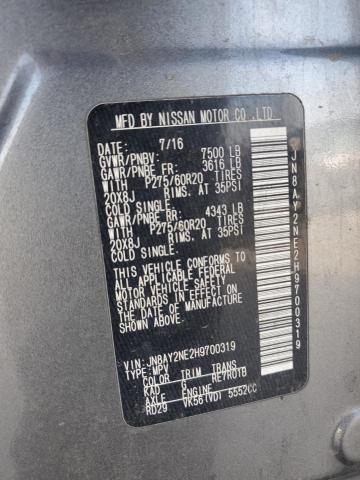 MFD BY NISSAN MOTOR CO.,LTD
DATE: 7/16
GVWR/PNBV: 7500 LB
GAWR/PNBE FR: 3616 LB
WITH P275/60R20 TIRES
20X8J RIMS. AT 35PSI
COLD SINGLE.
GAWR/PNBE RR: 4343 LB
WITH P275/60R20 TIRES
20X8J RIMS. AT 35PSI
COLD SINGLE.
THIS VEHICLE CONFORMS TO
ALL APPLICABLE FEDERAL
MOTOR VEHICLE SAFETY
STANDARDS IN EFFECT ON
THE DATE OF MANUFACTURE
SHOWN ABOVE.
VIN: JN8AY2NE2H9700319
TYPE: MPV
COLOR TRIM TRANS
KAD G RE7R01B
AXLE ENGINE
RD29 VK56(VD) 5552CC
JN8AY2NE2H9700319